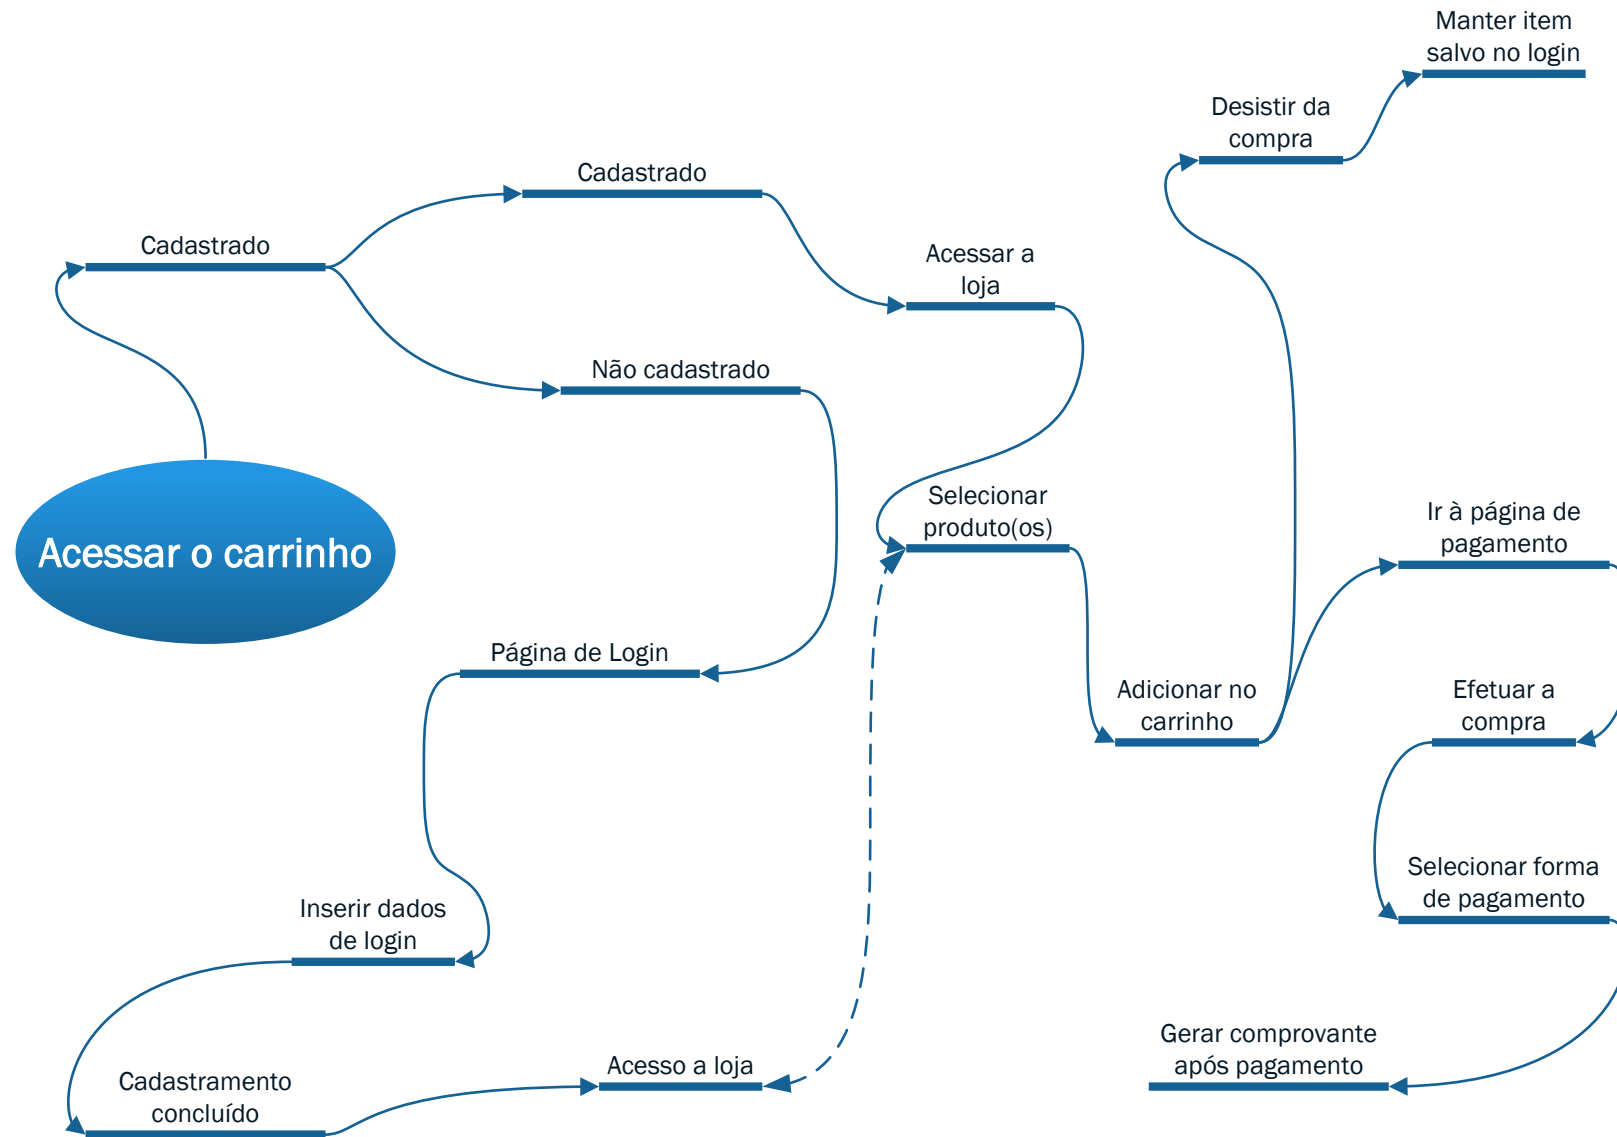 Manter item
salvo no login
Desistir da
compra
Cadastrado
Cadastrado
Acessar a
loja
Não cadastrado
Selecionar
produto(os)
Ir à página de
pagamento
Acessar o carrinho
Página de Login
Adicionar no
carrinho
Efetuar a
compra
Selecionar forma
de pagamento
Inserir dados
de login
Gerar comprovante
após pagamento
Acesso a loja
Cadastramento
concluído